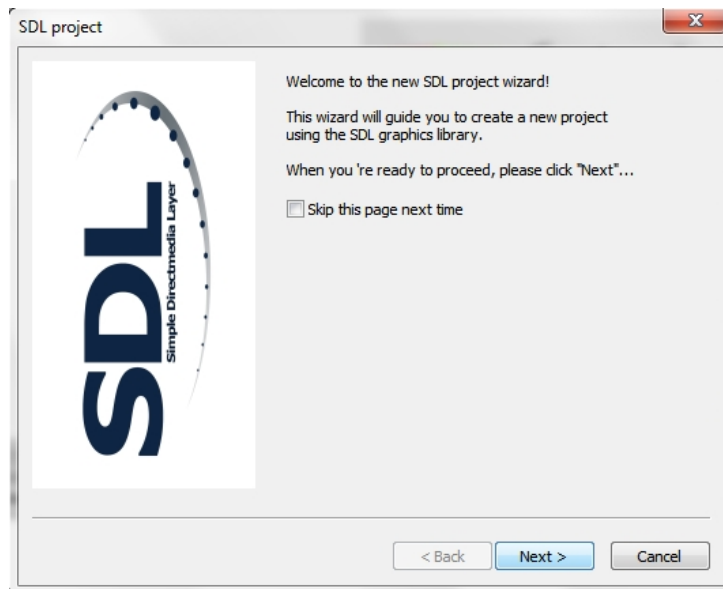 SDL project
x
SDL
Simple Directmedia Layer
Welcome to the new SDL project wizard!
This wizard will guide you to create a new project
using the SDL graphics library.
When you 're ready to proceed, please click "Next"...
Skip this page next time
< Back
Next >
Cancel